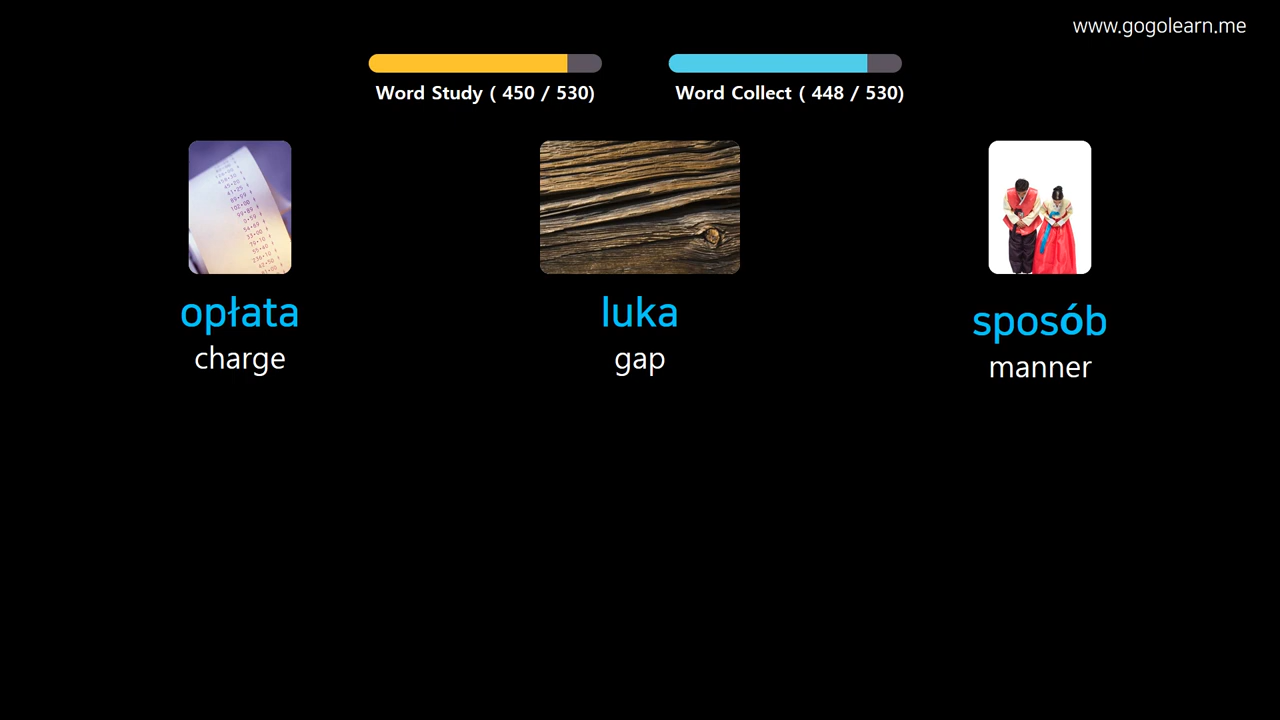 www.gogolearn.me
Word Study ( 450 / 530)
Word Collect ( 448 / 530)
opłata
charge
luka
gap
sposób
manner